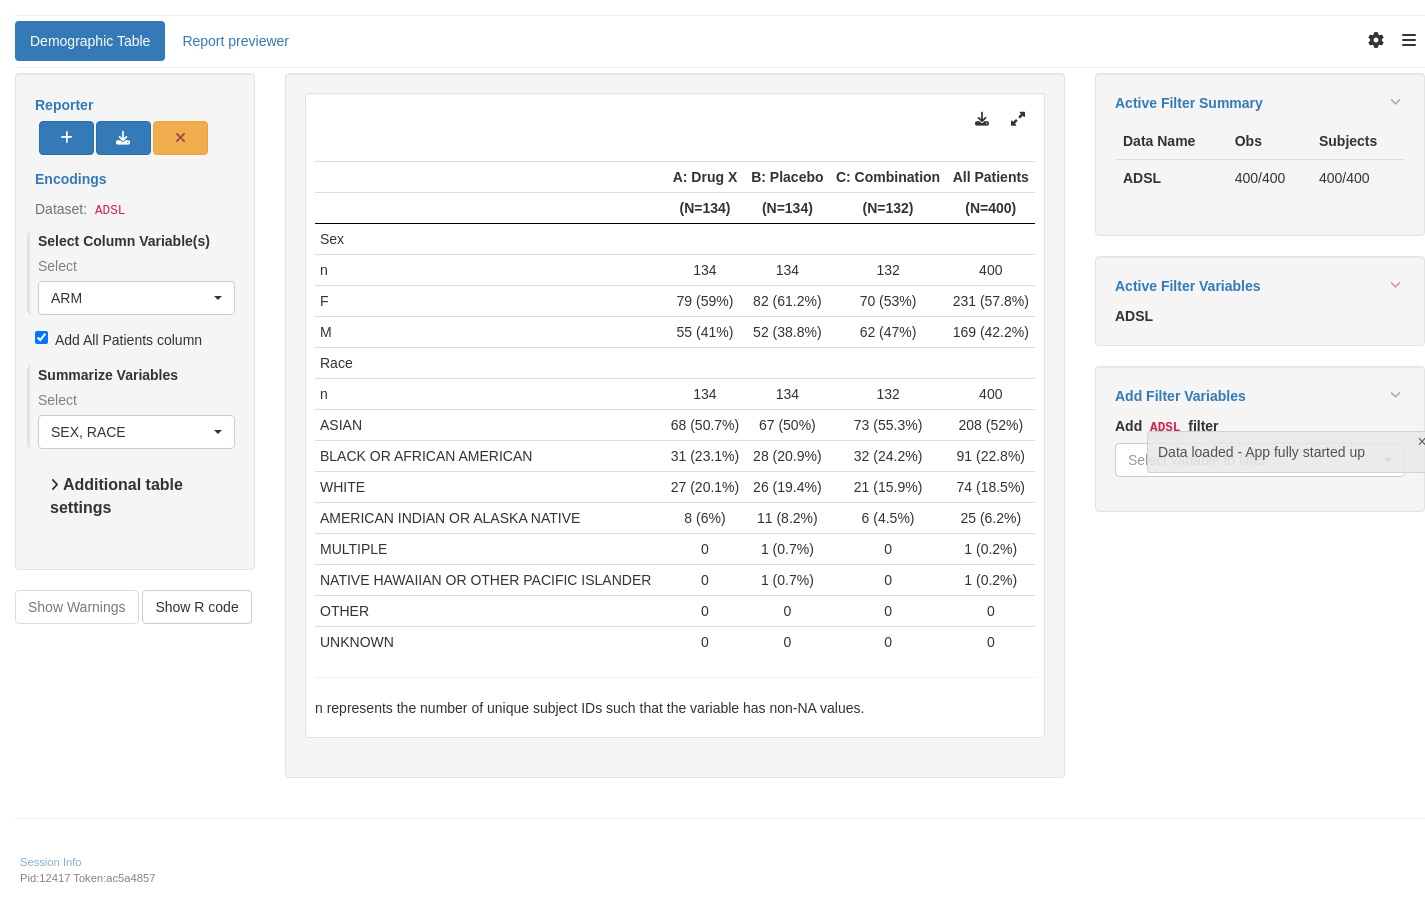 Demographic Table Report previewer
Reporter
Encodings
Dataset: ADSL
Select Column Variable(s)
Select
ARM
Add All Patients column
Summarize Variables
Select
SEX, RACE
Additional table
settings
Show Warnings Show R code
A: Drug X B: Placebo C: Combination All Patients
(N=134) (N=134) (N=132) (N=400)
Sex
n 134 134 132 400
F 79 (59%) 82 (61.2%) 70 (53%) 231 (57.8%)
M 55 (41%) 52 (38.8%) 62 (47%) 169 (42.2%)
Race
n 134 134 132 400
ASIAN 68 (50.7%) 67 (50%) 73 (55.3%) 208 (52%)
BLACK OR AFRICAN AMERICAN 31 (23.1%) 28 (20.9%) 32 (24.2%) 91 (22.8%)
WHITE 27 (20.1%) 26 (19.4%) 21 (15.9%) 74 (18.5%)
AMERICAN INDIAN OR ALASKA NATIVE 8 (6%) 11 (8.2%) 6 (4.5%) 25 (6.2%)
MULTIPLE 0 1 (0.7%) 0 1 (0.2%)
NATIVE HAWAIIAN OR OTHER PACIFIC ISLANDER 0 1 (0.7%) 0 1 (0.2%)
OTHER 0 0 0 0
UNKNOWN 0 0 0 0
n represents the number of unique subject IDs such that the variable has non-NA values.
Active Filter Summary
Data Name Obs Subjects
ADSL 400/400 400/400
Active Filter Variables
ADSL
Add Filter Variables
Add ADSL filter
Data loaded - App fully started up
Select variable to filter
Session Info
Pid:12417 Token:ac5a4857